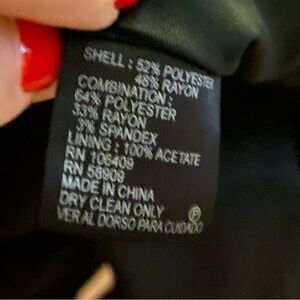 SHELL : 52% POLYESTER
48% RAYON
COMBINATION :
64% POLYESTER
33% RAYON
3% SPANDEX
LINING : 100% ACETATE
RN 106409
RN 58909
MADE IN CHINA
DRY CLEAN ONLY Ⓟ
VER AL DORSO PARA CUIDADO